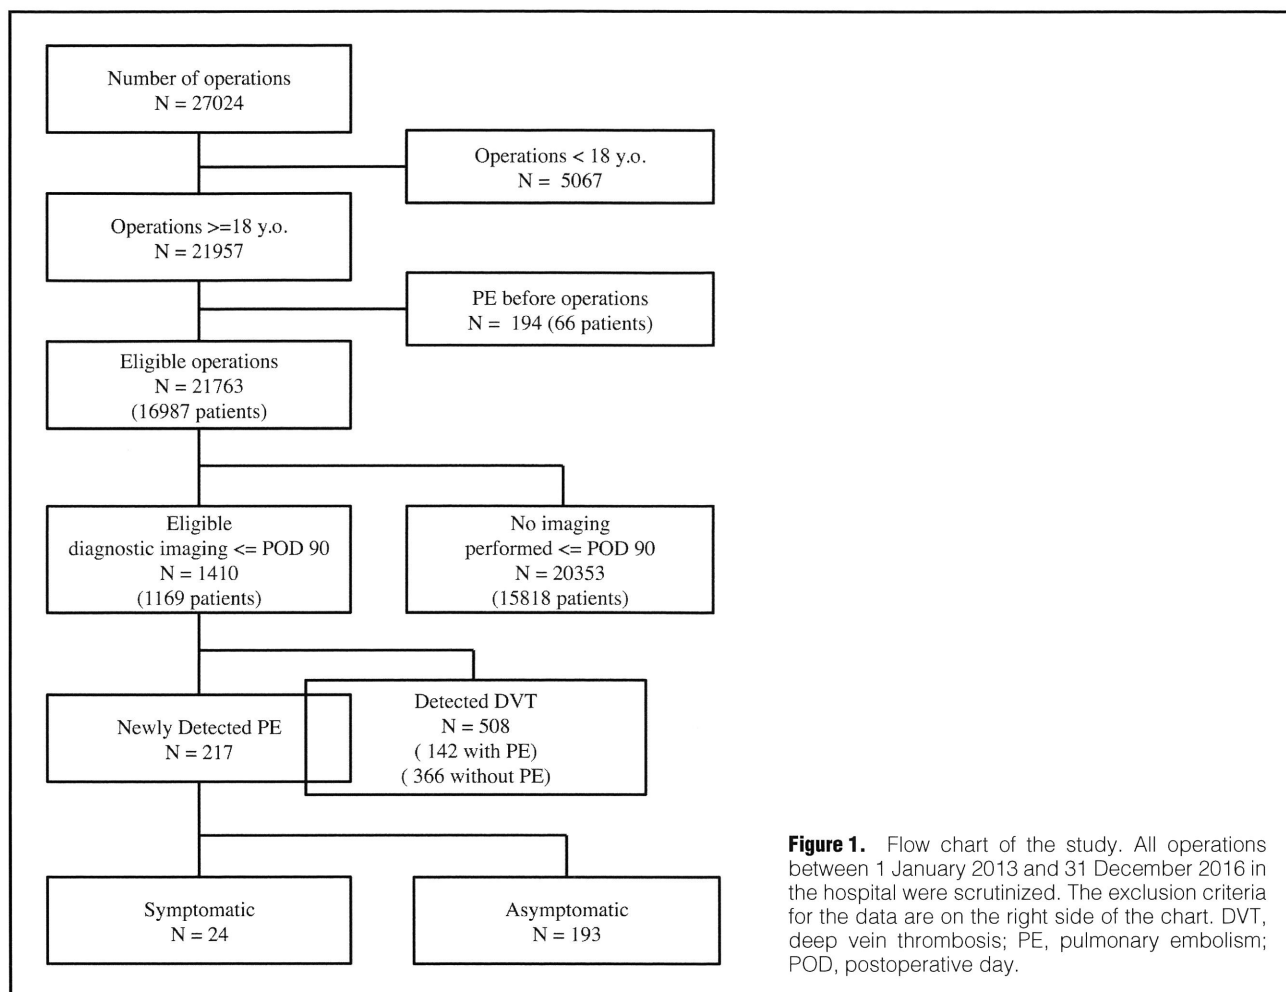 Number of operations
N = 27024
Operations < 18 y.o.
N = 5067
Operations >=18 y.o.
N = 21957
PE before operations
N = 194 (66 patients)
Eligible operations
N = 21763
(16987 patients)
Eligible
diagnostic imaging <= POD 90
N = 1410
(1169 patients)
No imaging
performed <= POD 90
N = 20353
(15818 patients)
Newly Detected PE
N = 217
Detected DVT
N = 508
( 142 with PE)
( 366 without PE)
Symptomatic
N = 24
Asymptomatic
N = 193
Figure 1. Flow chart of the study. All operations
between 1 January 2013 and 31 December 2016 in
the hospital were scrutinized. The exclusion criteria
for the data are on the right side of the chart. DVT,
deep vein thrombosis; PE, pulmonary embolism;
POD, postoperative day.